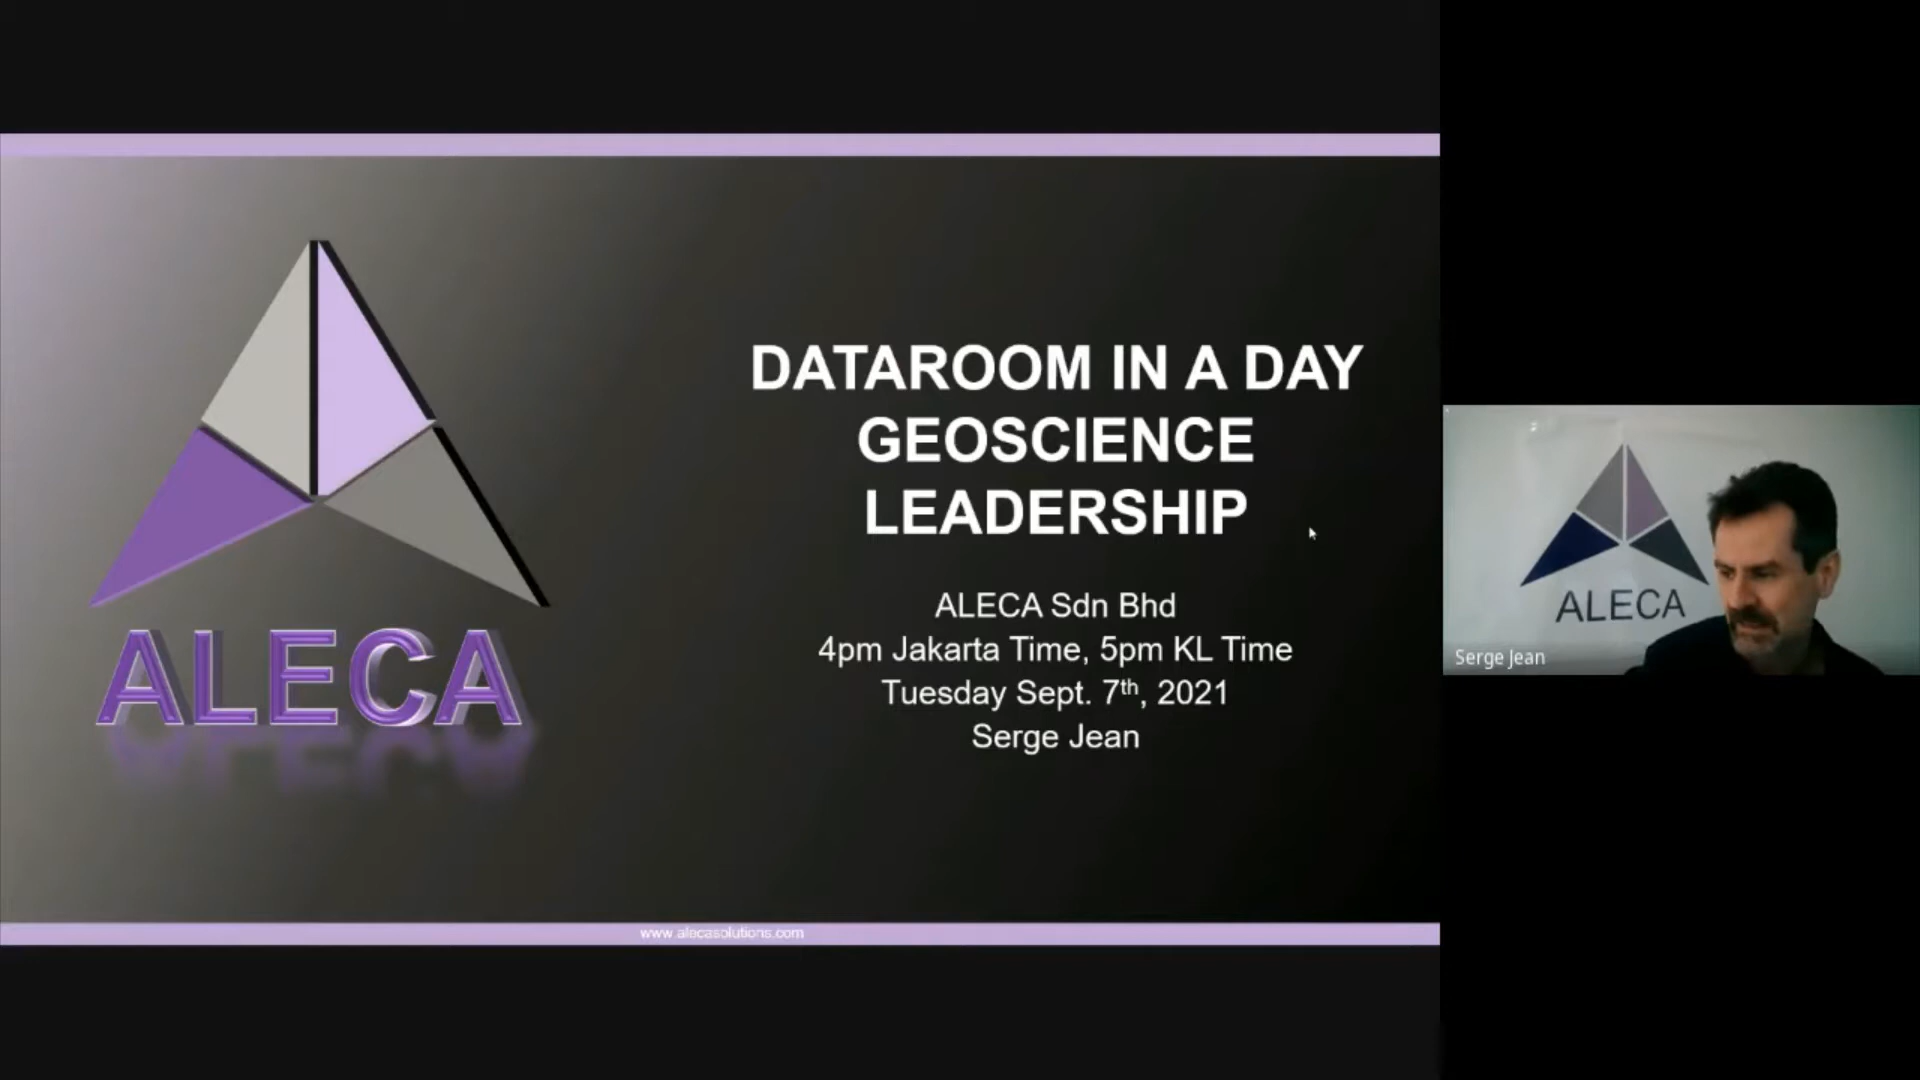 DATAROOM IN A DAY
GEOSCIENCE
LEADERSHIP
ALECA Sdn Bhd
4pm Jakarta Time, 5pm KL Time
Tuesday Sept. 7th, 2021
Serge Jean
ALECA
www.alecasolutions.com
ALECA
Serge Jean